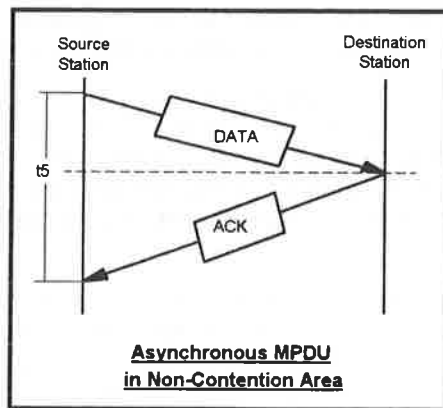 Source
Station
Destination
Station
DATA
t5
ACK
Asynchronous MPDU
in Non-Contention Area